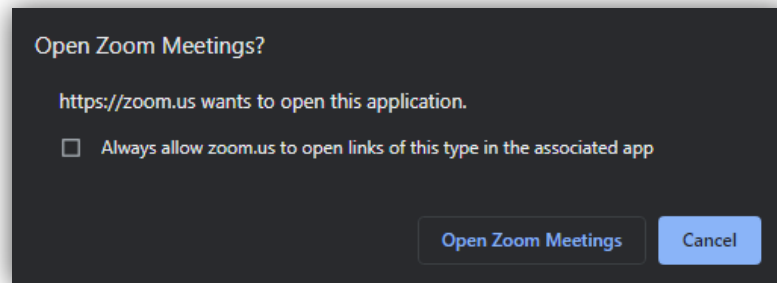 Open Zoom Meetings?
https://zoom.us wants to open this application.
Always allow zoom.us to open links of this type in the associated app
Open Zoom Meetings
Cancel